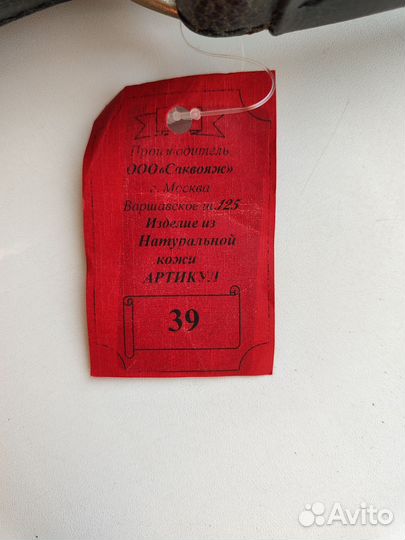 Производитель
ООО«Саквояж»
г. Москва
Варшавское ш.125
Изделие из
Натуральной
кожи
АРТИКУЛ
39
Avito